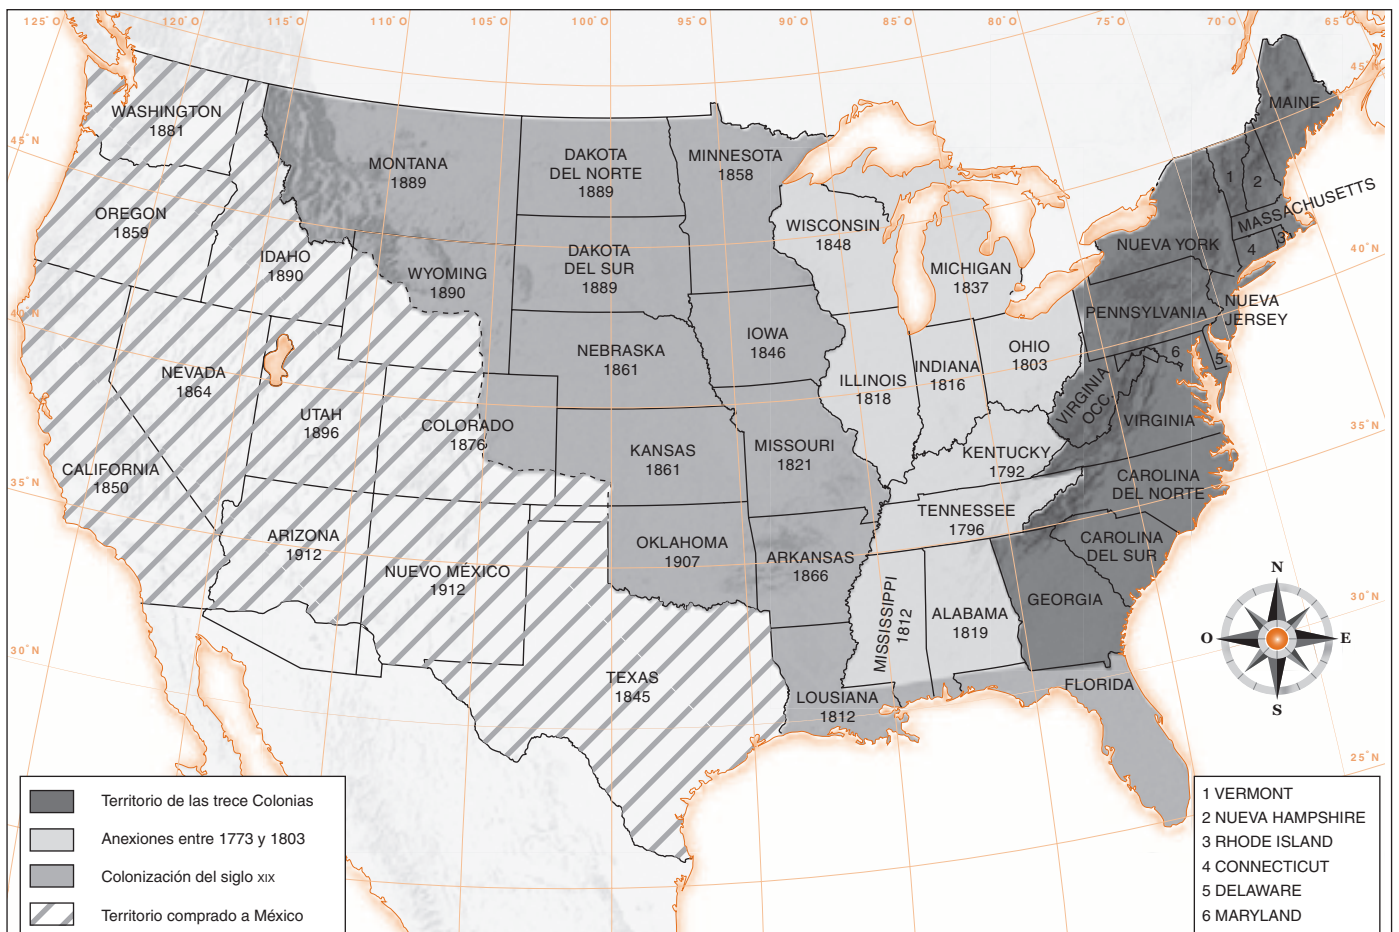 125°O
120°O
115°O
110°O
105°O
100°O
95°O
90°O
85°O
80°O
75°O
70°O
65°O
45°N
40°N
35°N
30°N
45°N
40°N
35°N
30°N
25°N
WASHINGTON
1881
OREGON
1859
IDAHO
1890
MONTANA
1889
WYOMING
1890
DAKOTA
DEL NORTE
1889
DAKOTA
DEL SUR
1889
MINNESOTA
1858
WISCONSIN
1848
MICHIGAN
1837
IOWA
1846
NEBRASKA
1861
NEVADA
1864
UTAH
1896
COLORADO
1876
KANSAS
1861
MISSOURI
1821
ILLINOIS
1818
INDIANA
1816
OHIO
1803
KENTUCKY
1792
TENNESSEE
1796
CALIFORNIA
1850
ARIZONA
1912
NUEVO MÉXICO
1912
OKLAHOMA
1907
ARKANSAS
1866
TEXAS
1845
LOUSIANA
1812
MISSISSIPPI
1812
ALABAMA
1819
GEORGIA
FLORIDA
CAROLINA
DEL SUR
CAROLINA
DEL NORTE
VIRGINIA
VIRGINIA
OCC.
PENNSYLVANIA
NUEVA YORK
NUEVA
JERSEY
MASSACHUSETTS
MAINE
1
2
3
4
5
6
N
O
E
S
Territorio de las trece Colonias
Anexiones entre 1773 y 1803
Colonización del siglo XIX
Territorio comprado a México
1 VERMONT
2 NUEVA HAMPSHIRE
3 RHODE ISLAND
4 CONNECTICUT
5 DELAWARE
6 MARYLAND